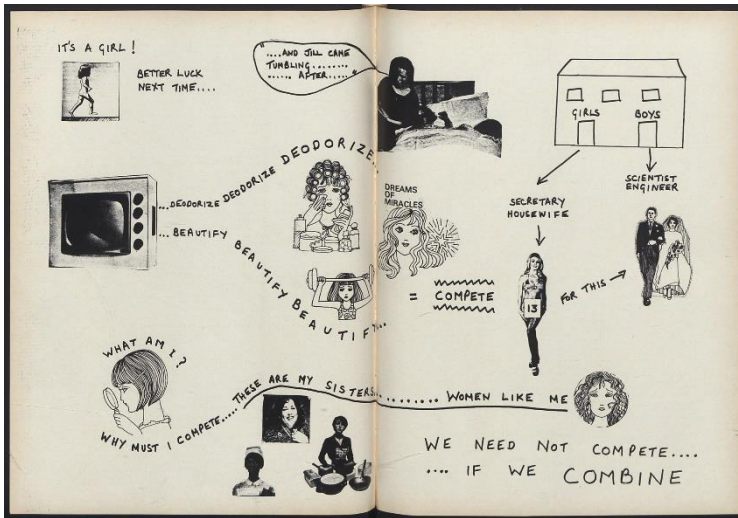 IT'S A GIRL!
BETTER LUCK
NEXT TIME....
"....AND JILL CAME
TUMBLING........
...... AFTER....."
GIRLS
BOYS
SECRETARY
HOUSEWIFE
SCIENTIST
ENGINEER
...DEODORIZE DEODORIZE DEODORIZE..
... BEAUTIFY BEAUTIFY BEAUTIFY...
DREAMS
OF
MIRACLES
= COMPETE
13
FOR THIS
WHAT AM I?
WHY MUST I COMPETE..... THESE ARE MY SISTERS.......... WOMEN LIKE ME
WE NEED NOT COMPETE....
.... IF WE COMBINE